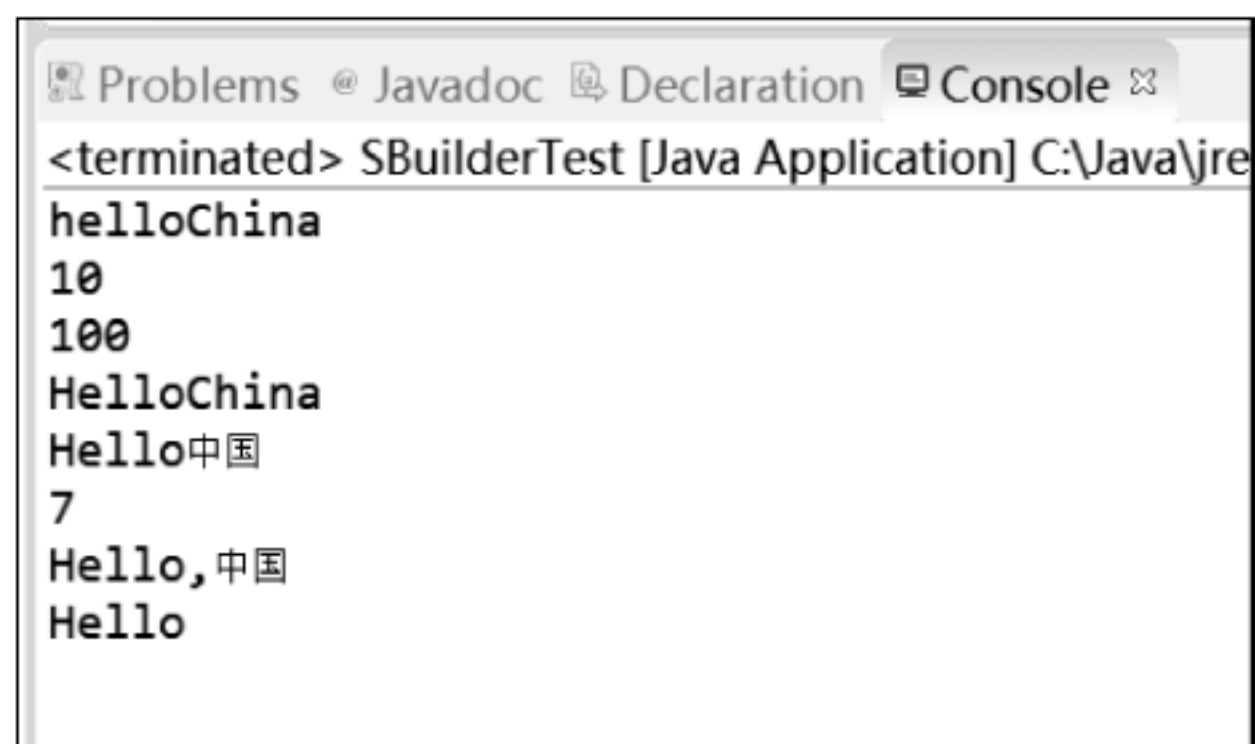 Problems @ Javadoc Declaration Console
<terminated> SBuilderTest [Java Application] C:\Java\jre
helloChina
10
100
HelloChina
Hello中国
7
Hello,中国
Hello